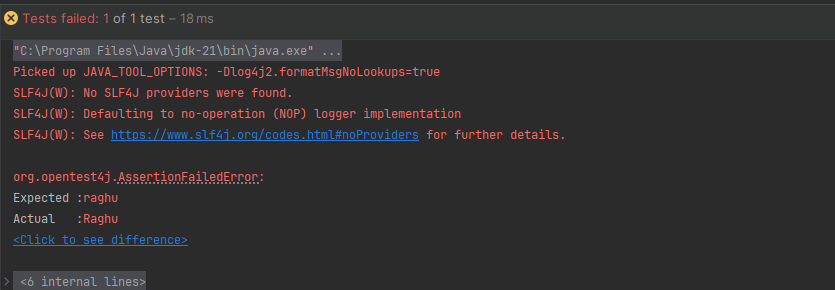 Tests failed: 1 of 1 test – 18 ms
"C:\Program Files\Java\jdk-21\bin\java.exe" ...
Picked up JAVA_TOOL_OPTIONS: -Dlog4j2.formatMsgNoLookups=true
SLF4J(W): No SLF4J providers were found.
SLF4J(W): Defaulting to no-operation (NOP) logger implementation
SLF4J(W): See https://www.slf4j.org/codes.html#noProviders for further details.
org.opentest4j.AssertionFailedError:
Expected :raghu
Actual   :Raghu
<Click to see difference>
<6 internal lines>